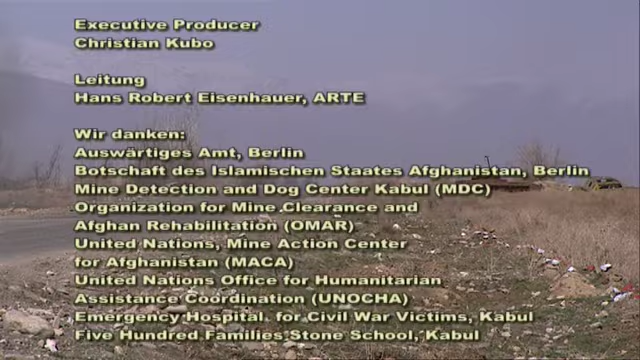 Executive Producer
Christian Kubo
Leitung
Hans Robert Eisenhauer, ARTE
Wir danken:
Auswärtiges Amt, Berlin
Botschaft des Islamischen Staates Afghanistan, Berlin
Mine Detection and Dog Center Kabul (MDC)
Organization for Mine Clearance and
Afghan Rehabilitation (OMAR)
United Nations, Mine Action Center
for Afghanistan (MACA)
United Nations Office for Humanitarian
Assistance Coordination (UNOCHA)
Emergency Hospital for Civil War Victims, Kabul
Five Hundred Families Stone School, Kabul